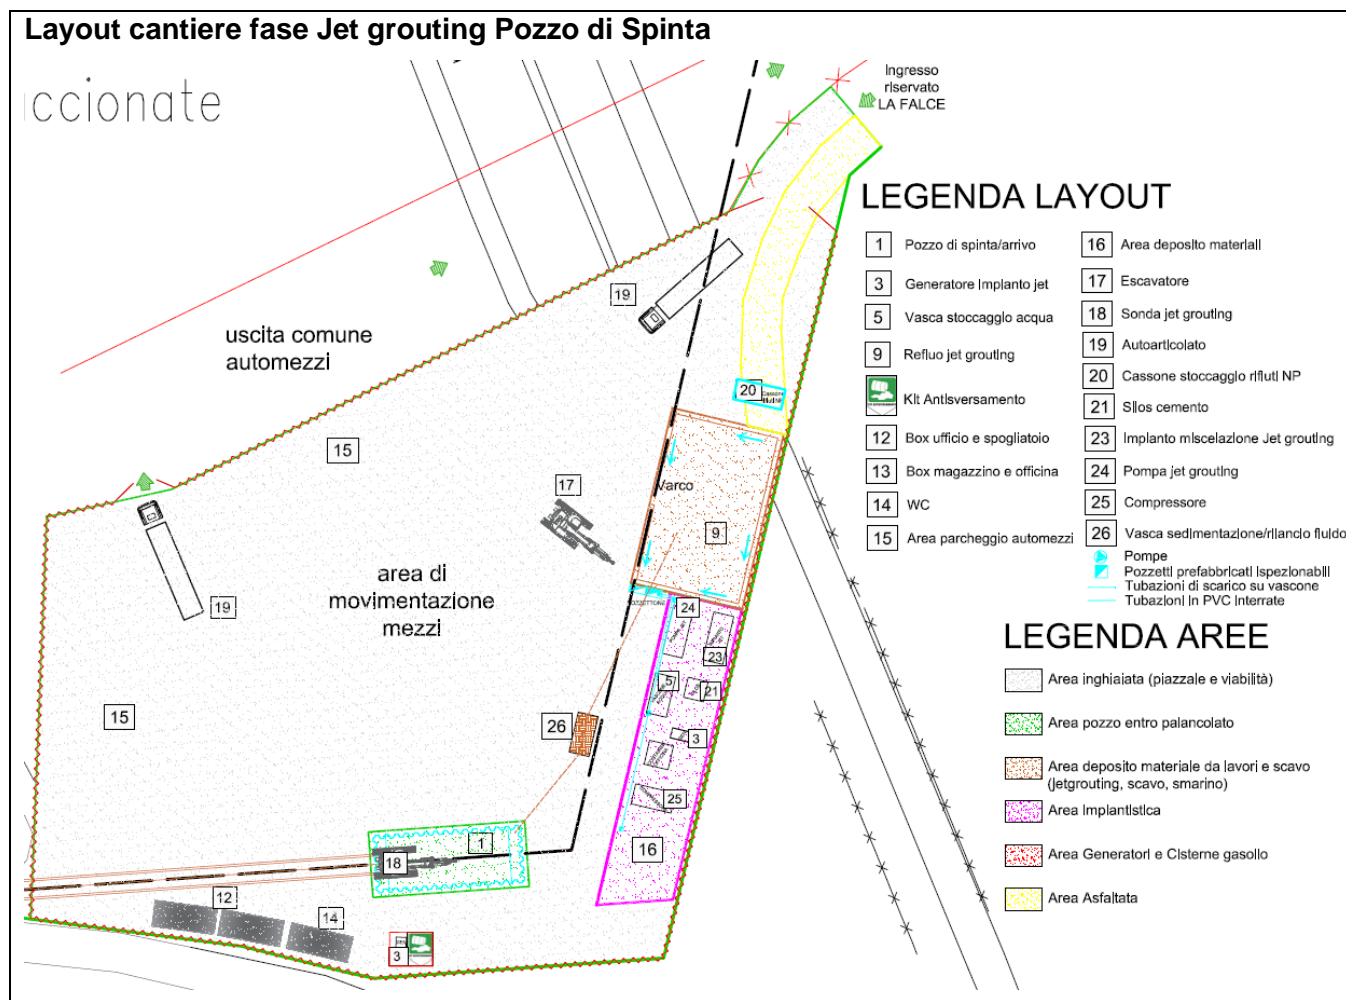 Layout cantiere fase Jet grouting Pozzo di Spinta
ccionate
Ingresso
riservato
LA FALCE
uscita comune
automezzi
19
15
20
Cassone
17
Varco
9
area di
movimentazione
mezzi
19
24
23
5
21
15
26
3
25
1
18
16
12
14
3
LEGENDA LAYOUT
1 Pozzo di spinta/arrivo
3 Generatore Impianto jet
5 Vasca stoccaggio acqua
9 Refluo jet grouting
Kit Antisversamento
12 Box ufficio e spogliatoio
13 Box magazzino e officina
14 WC
15 Area parcheggio automezzi
16 Area deposito materiali
17 Escavatore
18 Sonda jet grouting
19 Autoarticolato
20 Cassone stoccaggio rifiuti NP
21 Silos cemento
23 Impianto miscelazione Jet grouting
24 Pompa jet grouting
25 Compressore
26 Vasca sedimentazione/rilancio fluido
Pompe
Pozzetti prefabbricati ispezionabili
Tubazioni di scarico su vascone
Tubazioni in PVC interrate
LEGENDA AREE
Area inghiaiata (piazzale e viabilità)
Area pozzo entro palancolato
Area deposito materiale da lavori e scavo
(jetgrouting, scavo, smarino)
Area Impiantistica
Area Generatori e Cisterne gasolio
Area Asfaltata